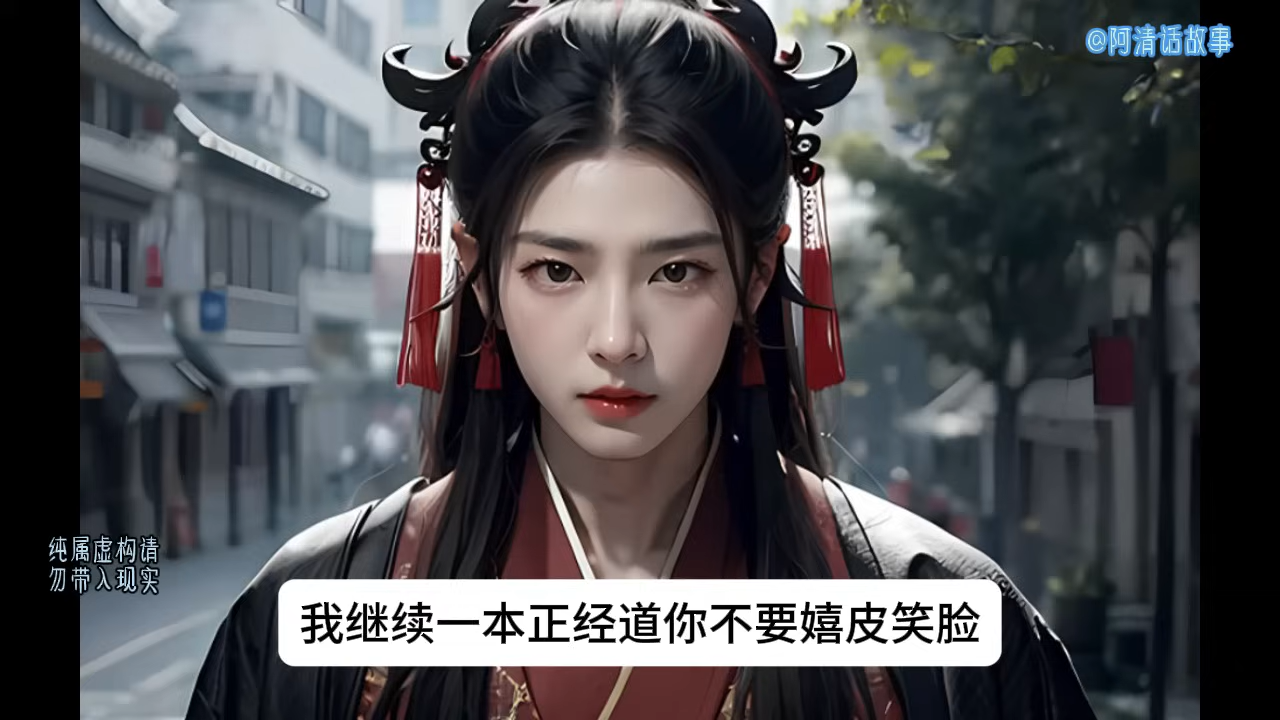 @阿清话故事
纯属虚构请
勿带入现实
我继续一本正经道你不要嬉皮笑脸